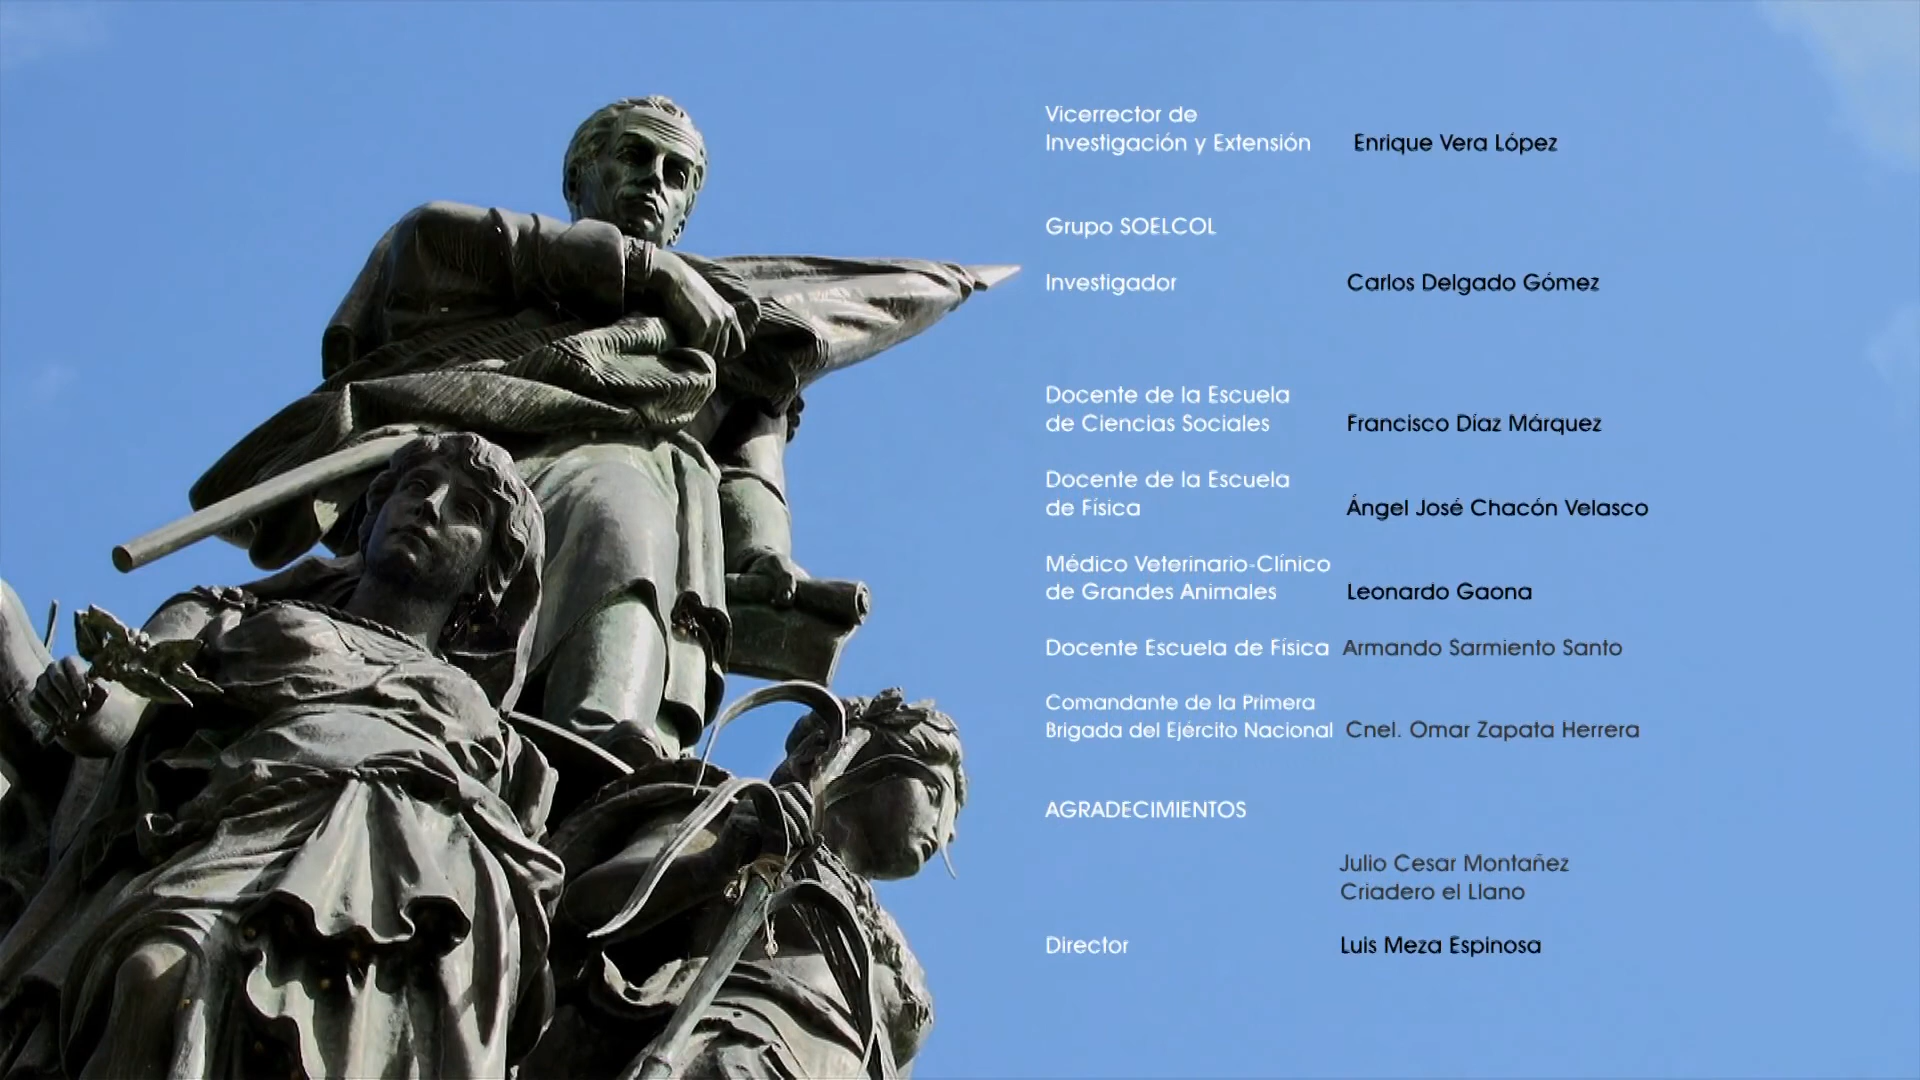 Vicerrector de
Investigación y Extensión Enrique Vera López
Grupo SOELCOL
Investigador Carlos Delgado Gómez
Docente de la Escuela
de Ciencias Sociales Francisco Díaz Márquez
Docente de la Escuela
de Física Ángel José Chacón Velasco
Médico Veterinario-Clínico
de Grandes Animales Leonardo Gaona
Docente Escuela de Física Armando Sarmiento Santo
Comandante de la Primera
Brigada del Ejército Nacional Cnel. Omar Zapata Herrera
AGRADECIMIENTOS
Julio Cesar Montañez
Criadero el Llano
Director Luis Meza Espinosa